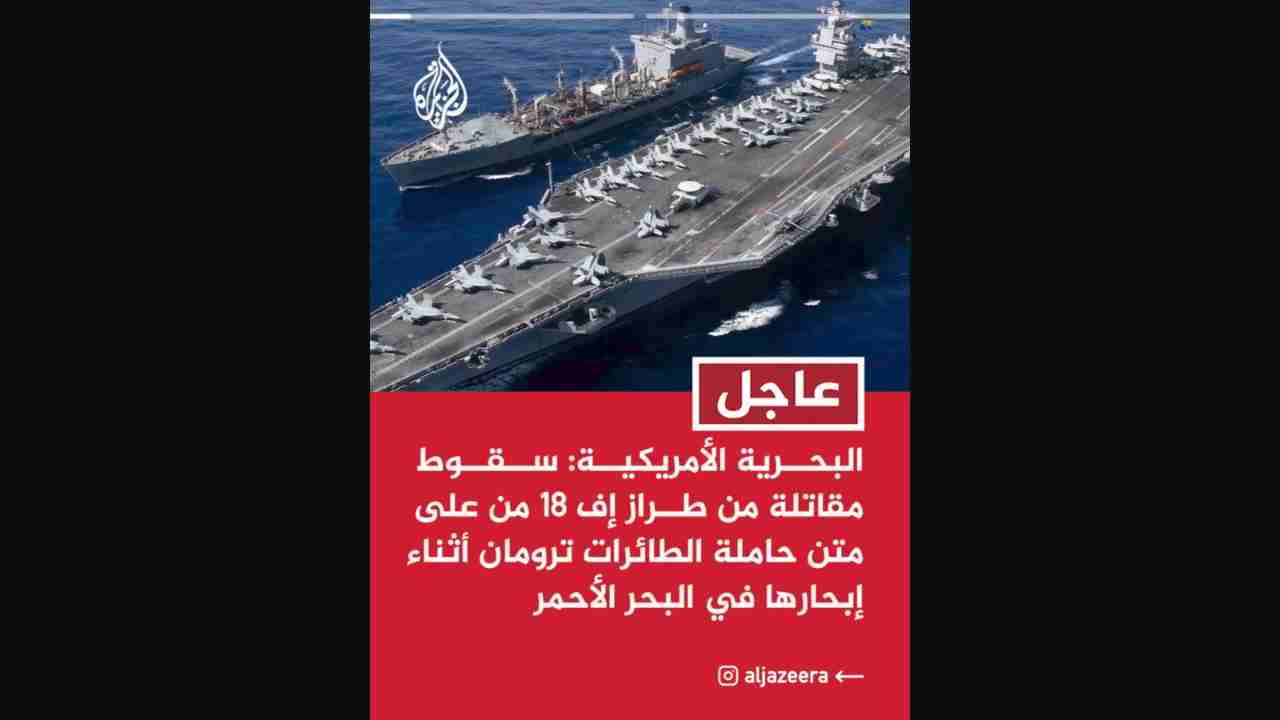 الجزيرة
عاجل
البحرية الأمريكية: سقوط
مقاتلة من طراز إف 18 من على
متن حاملة الطائرات ترومان أثناء
إبحارها في البحر الأحمر
aljazeera